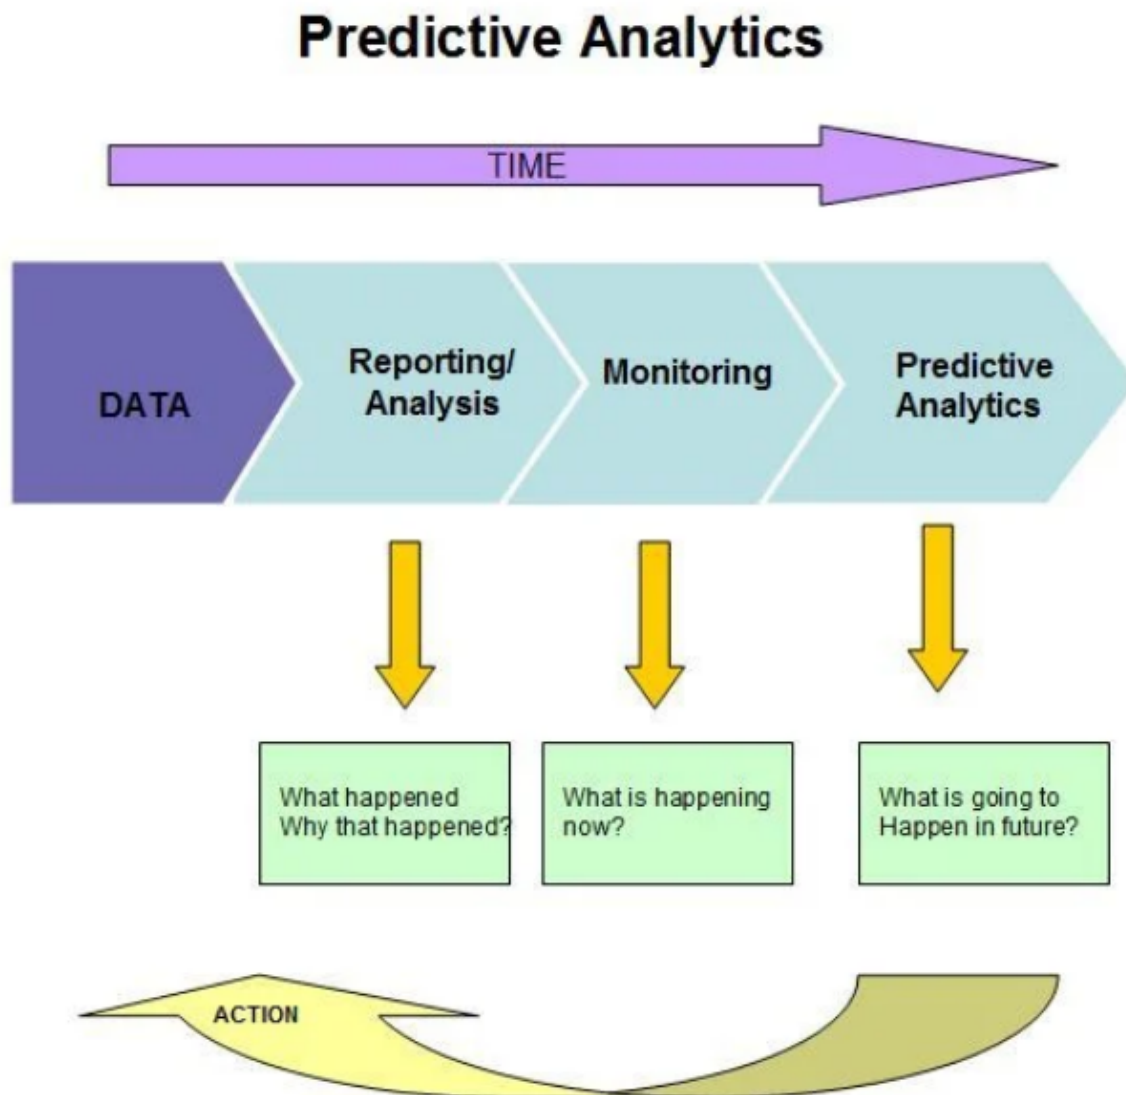 Predictive Analytics
TIME
DATA
Reporting/
Analysis
Monitoring
Predictive
Analytics
What happened
Why that happened?
What is happening
now?
What is going to
Happen in future?
ACTION